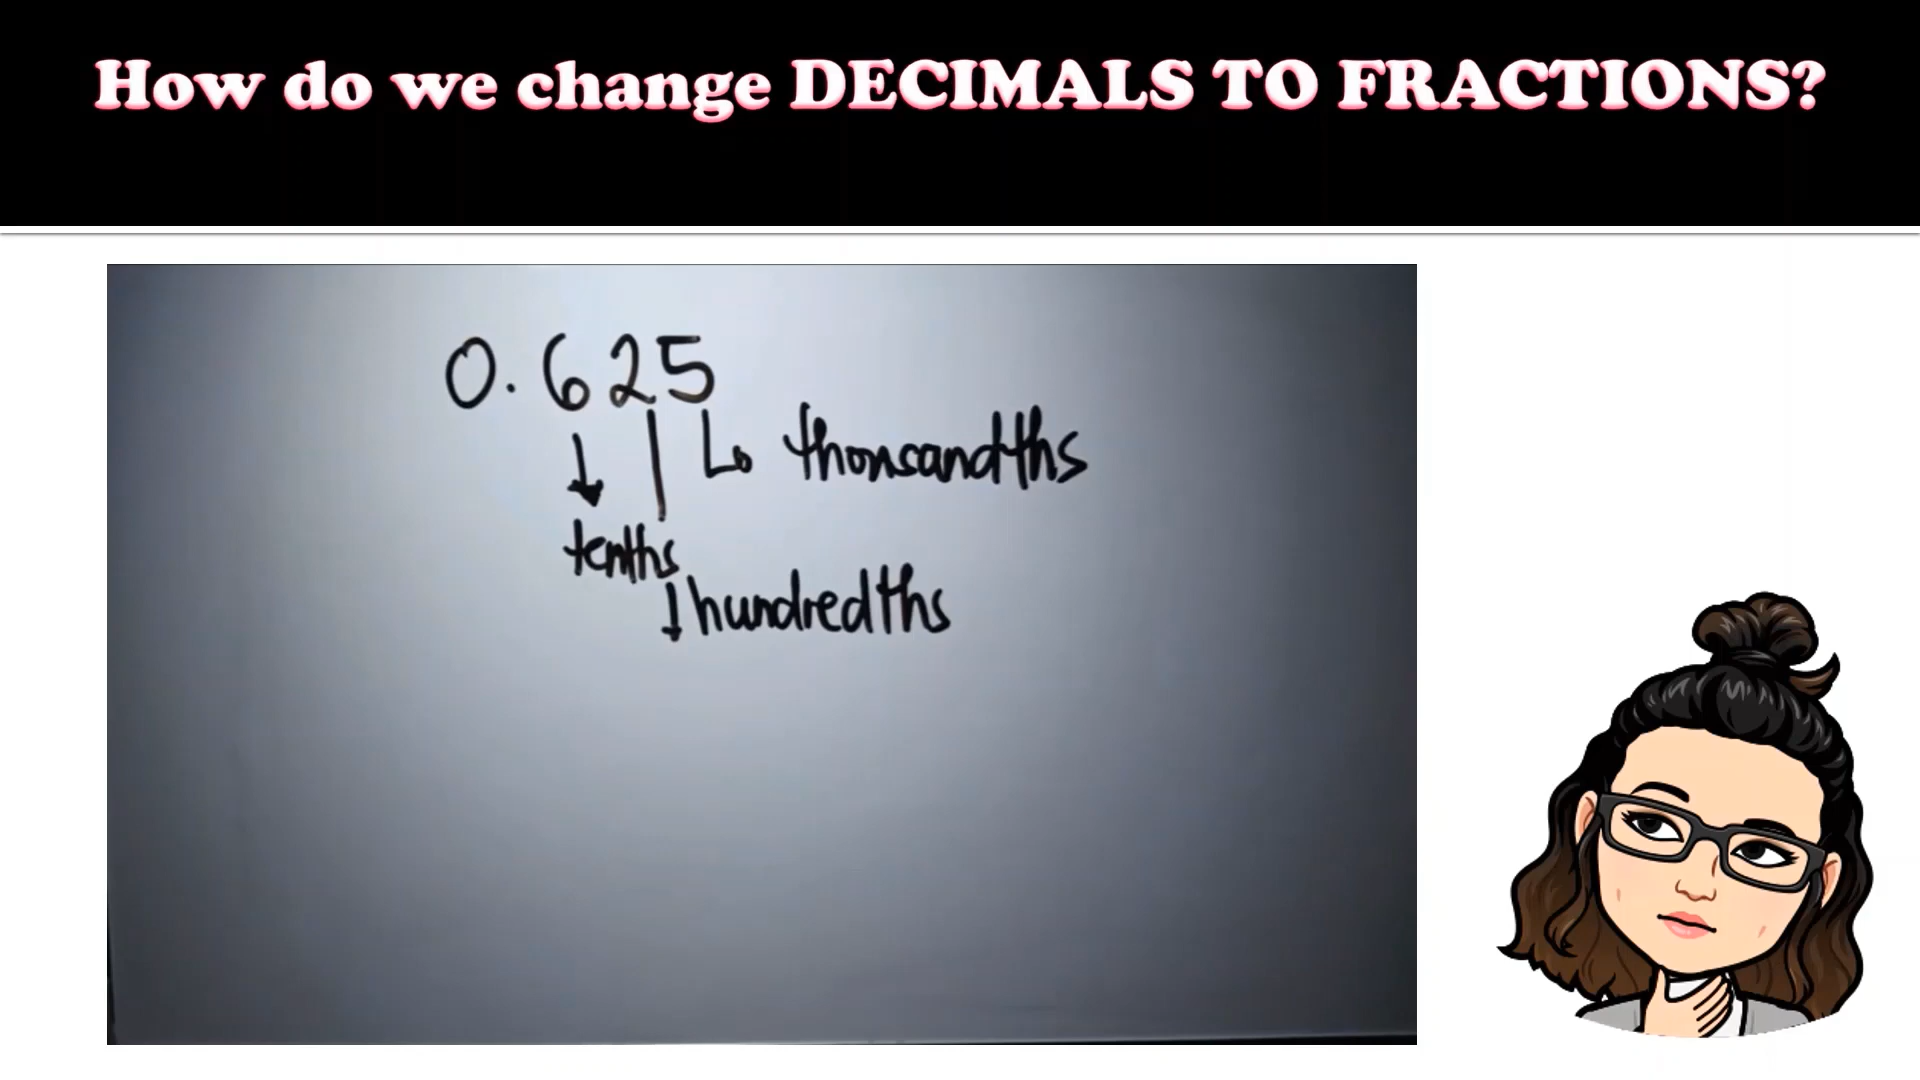 How do we change DECIMALS TO FRACTIONS?
0.625
thousandths
tenths
hundredths